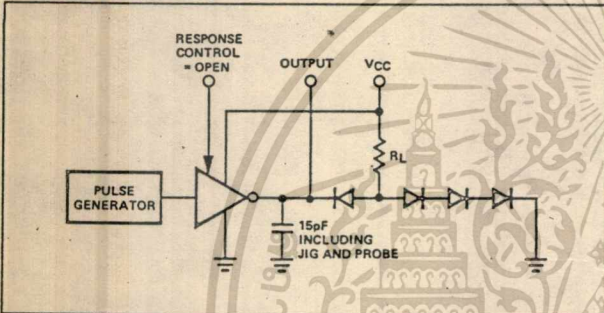 RESPONSE
CONTROL
= OPEN
OUTPUT
VCC
RL
PULSE
GENERATOR
15pF
INCLUDING
JIG AND PROBE